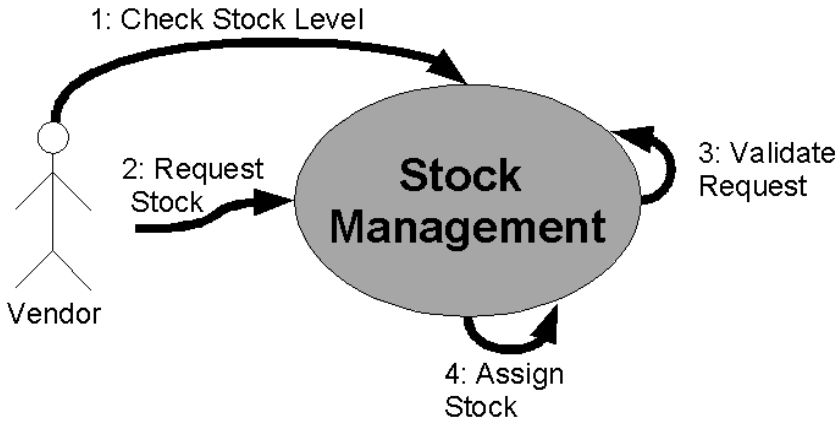 1: Check Stock Level
2: Request
Stock
Stock
Management
3: Validate
Request
Vendor
4: Assign
Stock